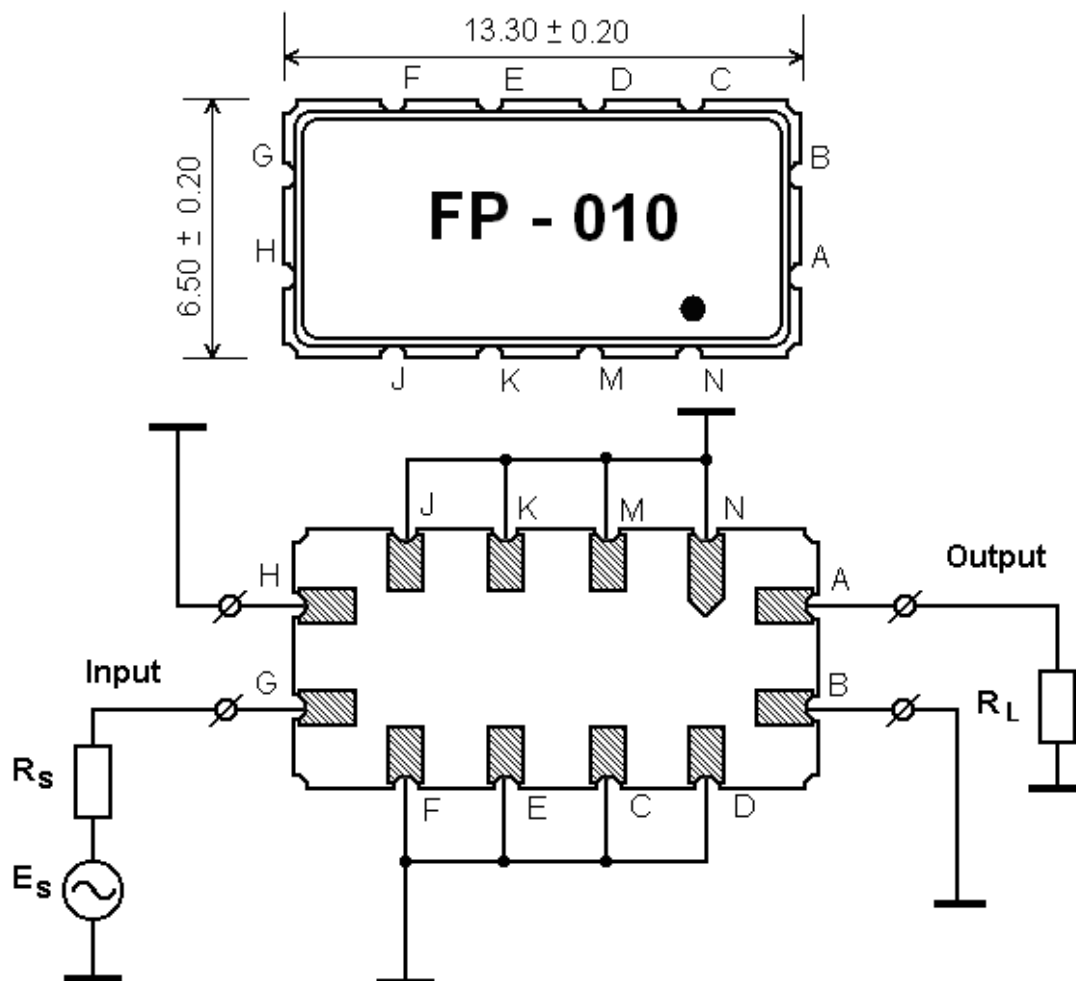 13.30 ± 0.20
F E D C
G B
6.50 ± 0.20
FP - 010
H A
J K M N
J K M N
H A Output
Input G B
R L
R S
F E C D
E S